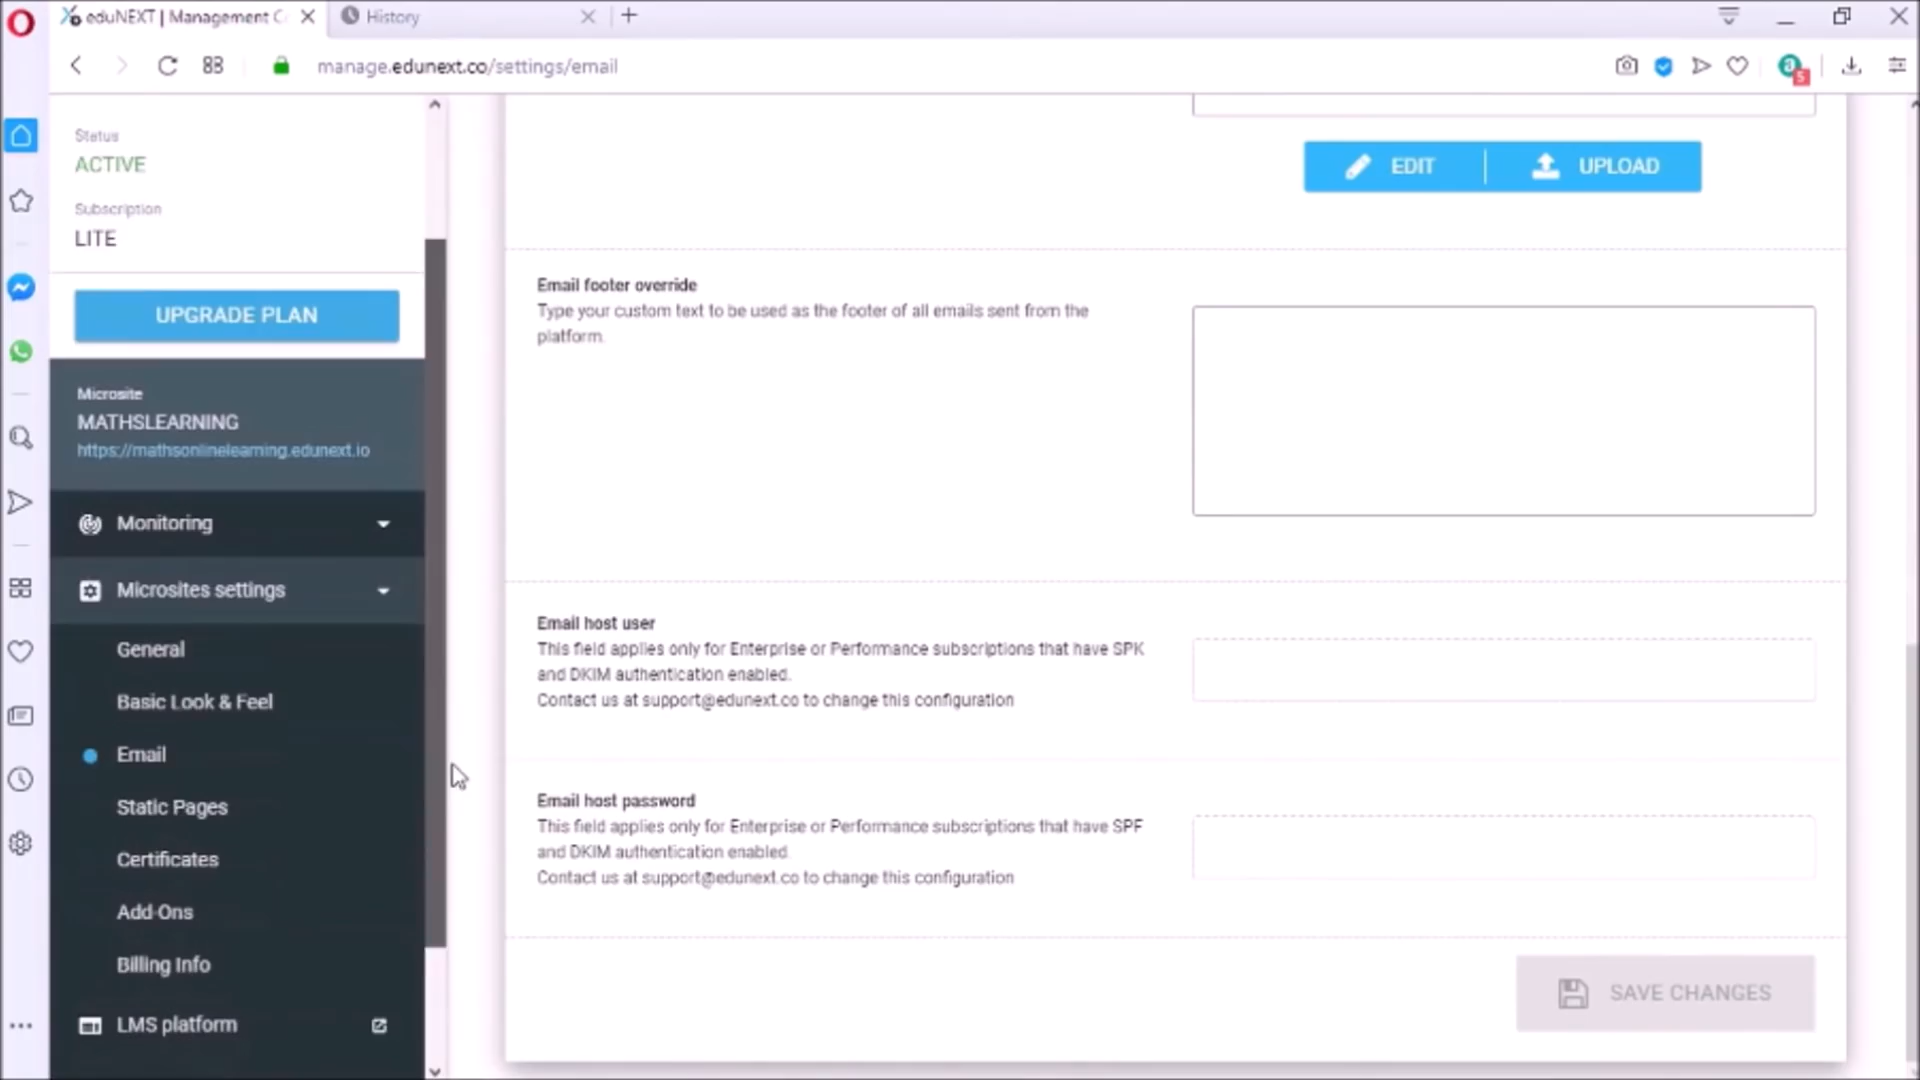 eduNEXT | Management C
History
manage.edunext.co/settings/email
5
Status
ACTIVE
Subscription
LITE
UPGRADE PLAN
Microsite
MATHSLEARNING
https://mathsonlinelearning.edunext.io
Monitoring
Microsites settings
General
Basic Look & Feel
Email
Static Pages
Certificates
Add-Ons
Billing Info
LMS platform
EDIT
UPLOAD
Email footer override
Type your custom text to be used as the footer of all emails sent from the
platform.
Email host user
This field applies only for Enterprise or Performance subscriptions that have SPK
and DKIM authentication enabled.
Contact us at support@edunext.co to change this configuration
Email host password
This field applies only for Enterprise or Performance subscriptions that have SPF
and DKIM authentication enabled.
Contact us at support@edunext.co to change this configuration
SAVE CHANGES